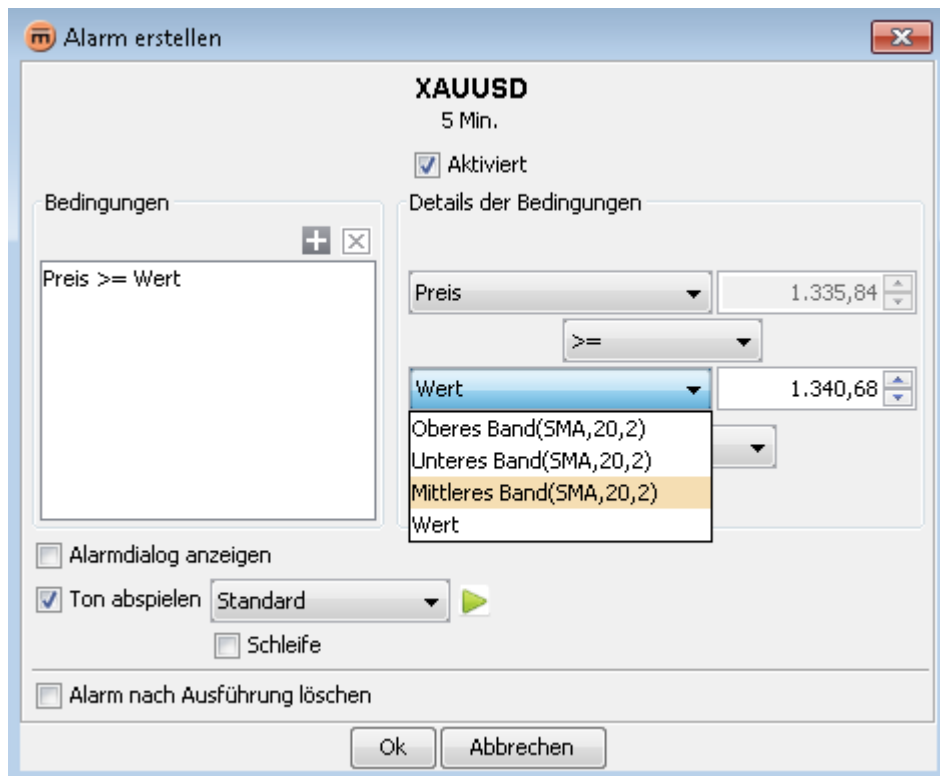 Alarm erstellen
XAUUSD
5 Min.
Aktiviert
Bedingungen
Preis >= Wert
Details der Bedingungen
Preis 1.335,84
>=
Wert 1.340,68
Oberes Band(SMA,20,2)
Unteres Band(SMA,20,2)
Mittleres Band(SMA,20,2)
Wert
Alarmdialog anzeigen
Ton abspielen Standard
Schleife
Alarm nach Ausführung löschen
Ok Abbrechen